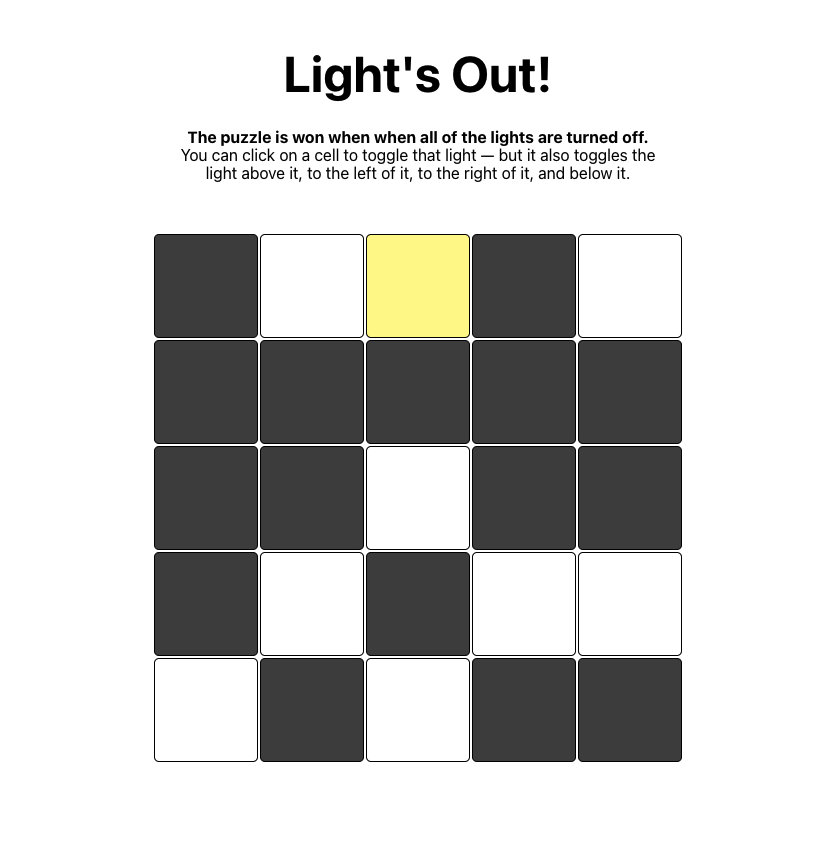 Light's Out!
The puzzle is won when when all of the lights are turned off.
You can click on a cell to toggle that light — but it also toggles the
light above it, to the left of it, to the right of it, and below it.